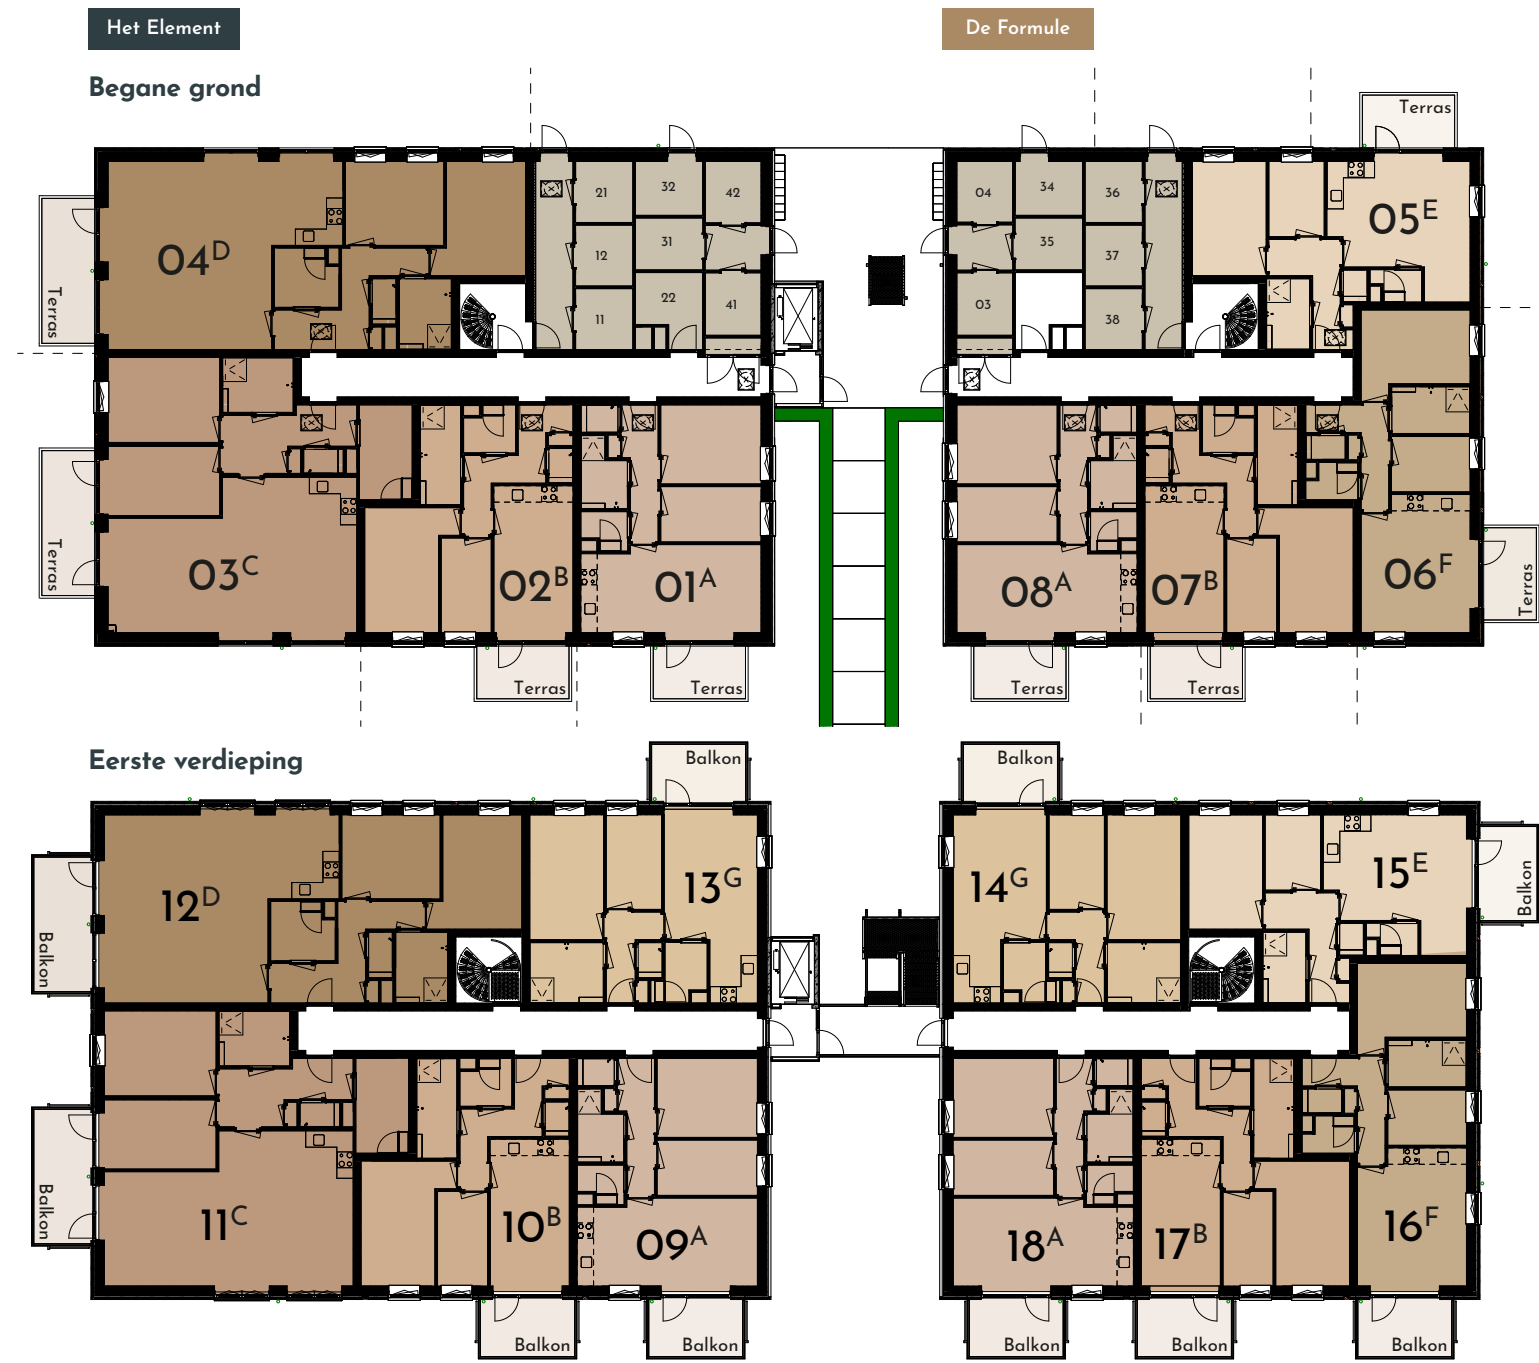 Het Element
De Formule
Begane grond
Terras
04 34 36
21 32 42
05E
04D
12 31
35 37
Terras
11 22 41
03 38
03C
Terras
02B
01A
08A
07B
06F
Terras
Terras
Terras
Terras
Terras
Eerste verdieping
Balkon
Balkon
12D
13G
14G
15E
Balkon
Balkon
11C
Balkon
10B
09A
18A
17B
16F
Balkon
Balkon
Balkon
Balkon
Balkon